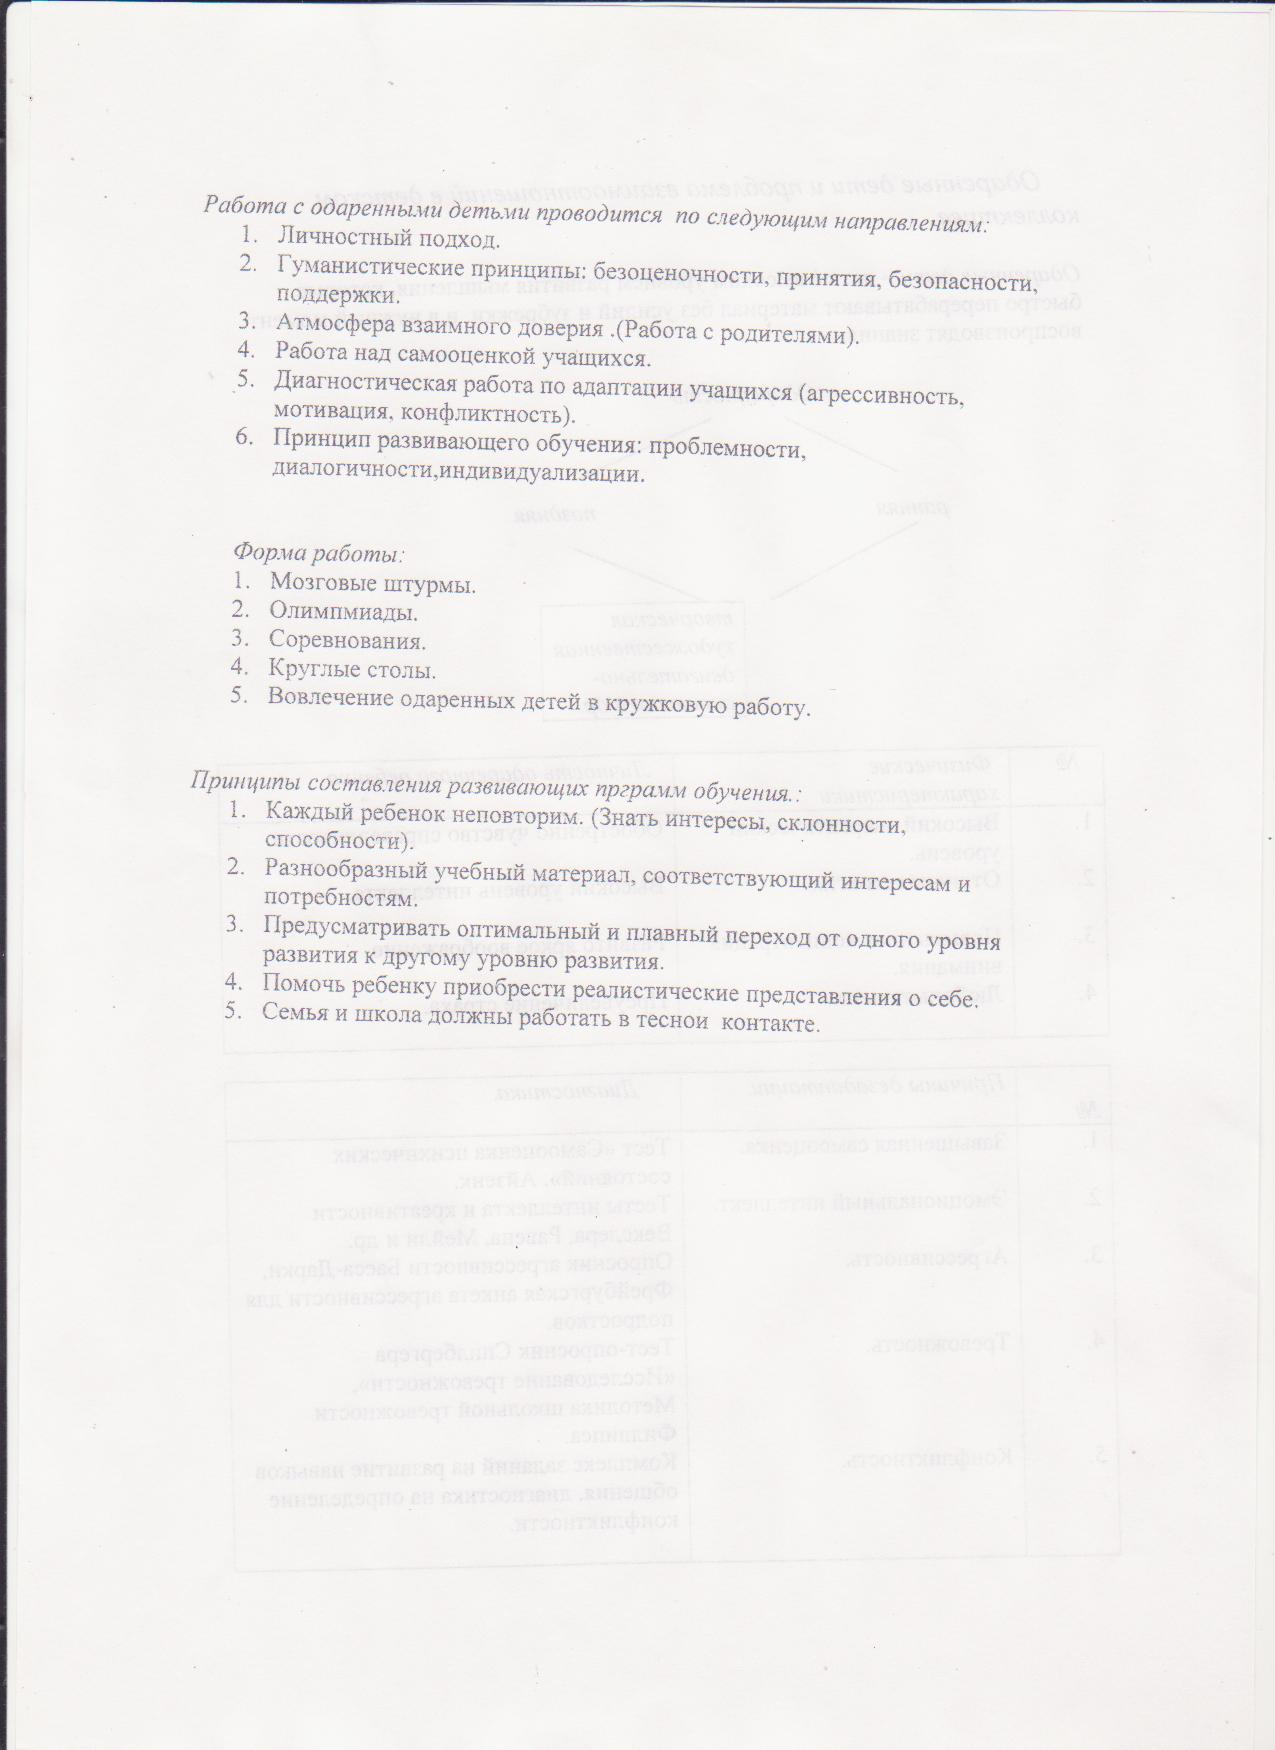 Работа с одаренными детьми проводится по следующим направлениям:
1. Личностный подход.
2. Гуманистические принципы: безоценочности, принятия, безопасности,
поддержки.
3. Атмосфера взаимного доверия .(Работа с родителями).
4. Работа над самооценкой учащихся.
5. Диагностическая работа по адаптации учащихся (агрессивность,
мотивация, конфликтность).
6. Принцип развивающего обучения: проблемности,
диалогичности,индивидуализации.
Форма работы:
1. Мозговые штурмы.
2. Олимпмиады.
3. Соревнования.
4. Круглые столы.
5. Вовлечение одаренных детей в кружковую работу.
Принципы составления развивающих прграмм обучения.:
1. Каждый ребенок неповторим. (Знать интересы, склонности,
способности).
2. Разнообразный учебный материал, соответствующий интересам и
потребностям.
3. Предусматривать оптимальный и плавный переход от одного уровня
развития к другому уровню развития.
4. Помочь ребенку приобрести реалистические представления о себе.
5. Семья и школа должны работать в теснои контакте.